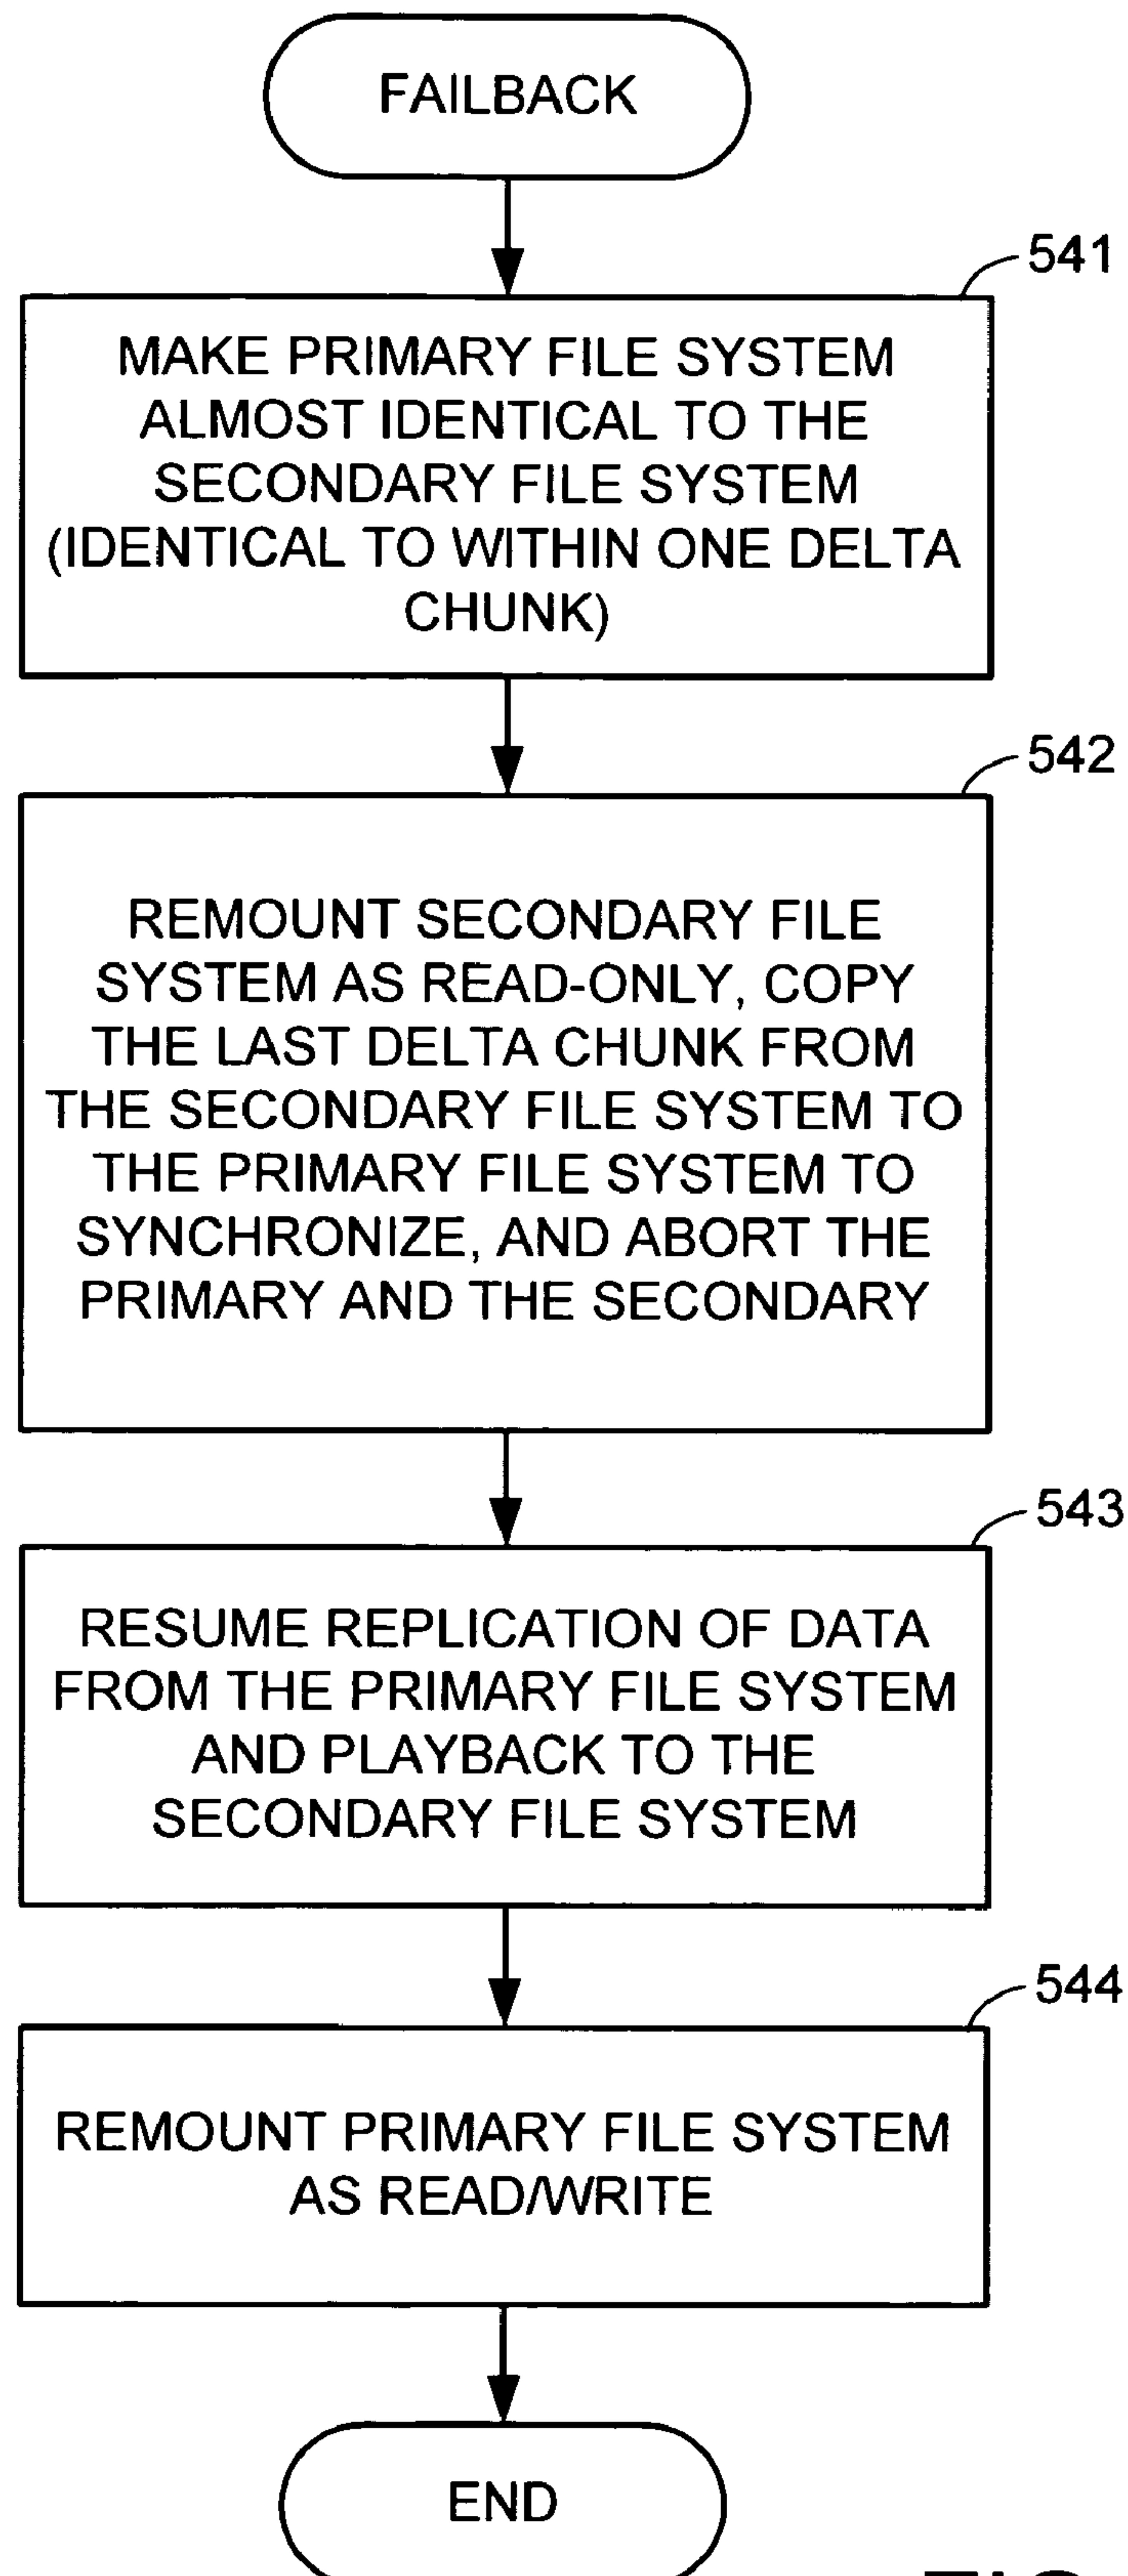 FAILBACK
541
MAKE PRIMARY FILE SYSTEM
ALMOST IDENTICAL TO THE
SECONDARY FILE SYSTEM
(IDENTICAL TO WITHIN ONE DELTA
CHUNK)
542
REMOUNT SECONDARY FILE
SYSTEM AS READ-ONLY, COPY
THE LAST DELTA CHUNK FROM
THE SECONDARY FILE SYSTEM TO
THE PRIMARY FILE SYSTEM TO
SYNCHRONIZE, AND ABORT THE
PRIMARY AND THE SECONDARY
543
RESUME REPLICATION OF DATA
FROM THE PRIMARY FILE SYSTEM
AND PLAYBACK TO THE
SECONDARY FILE SYSTEM
544
REMOUNT PRIMARY FILE SYSTEM
AS READ/WRITE
END